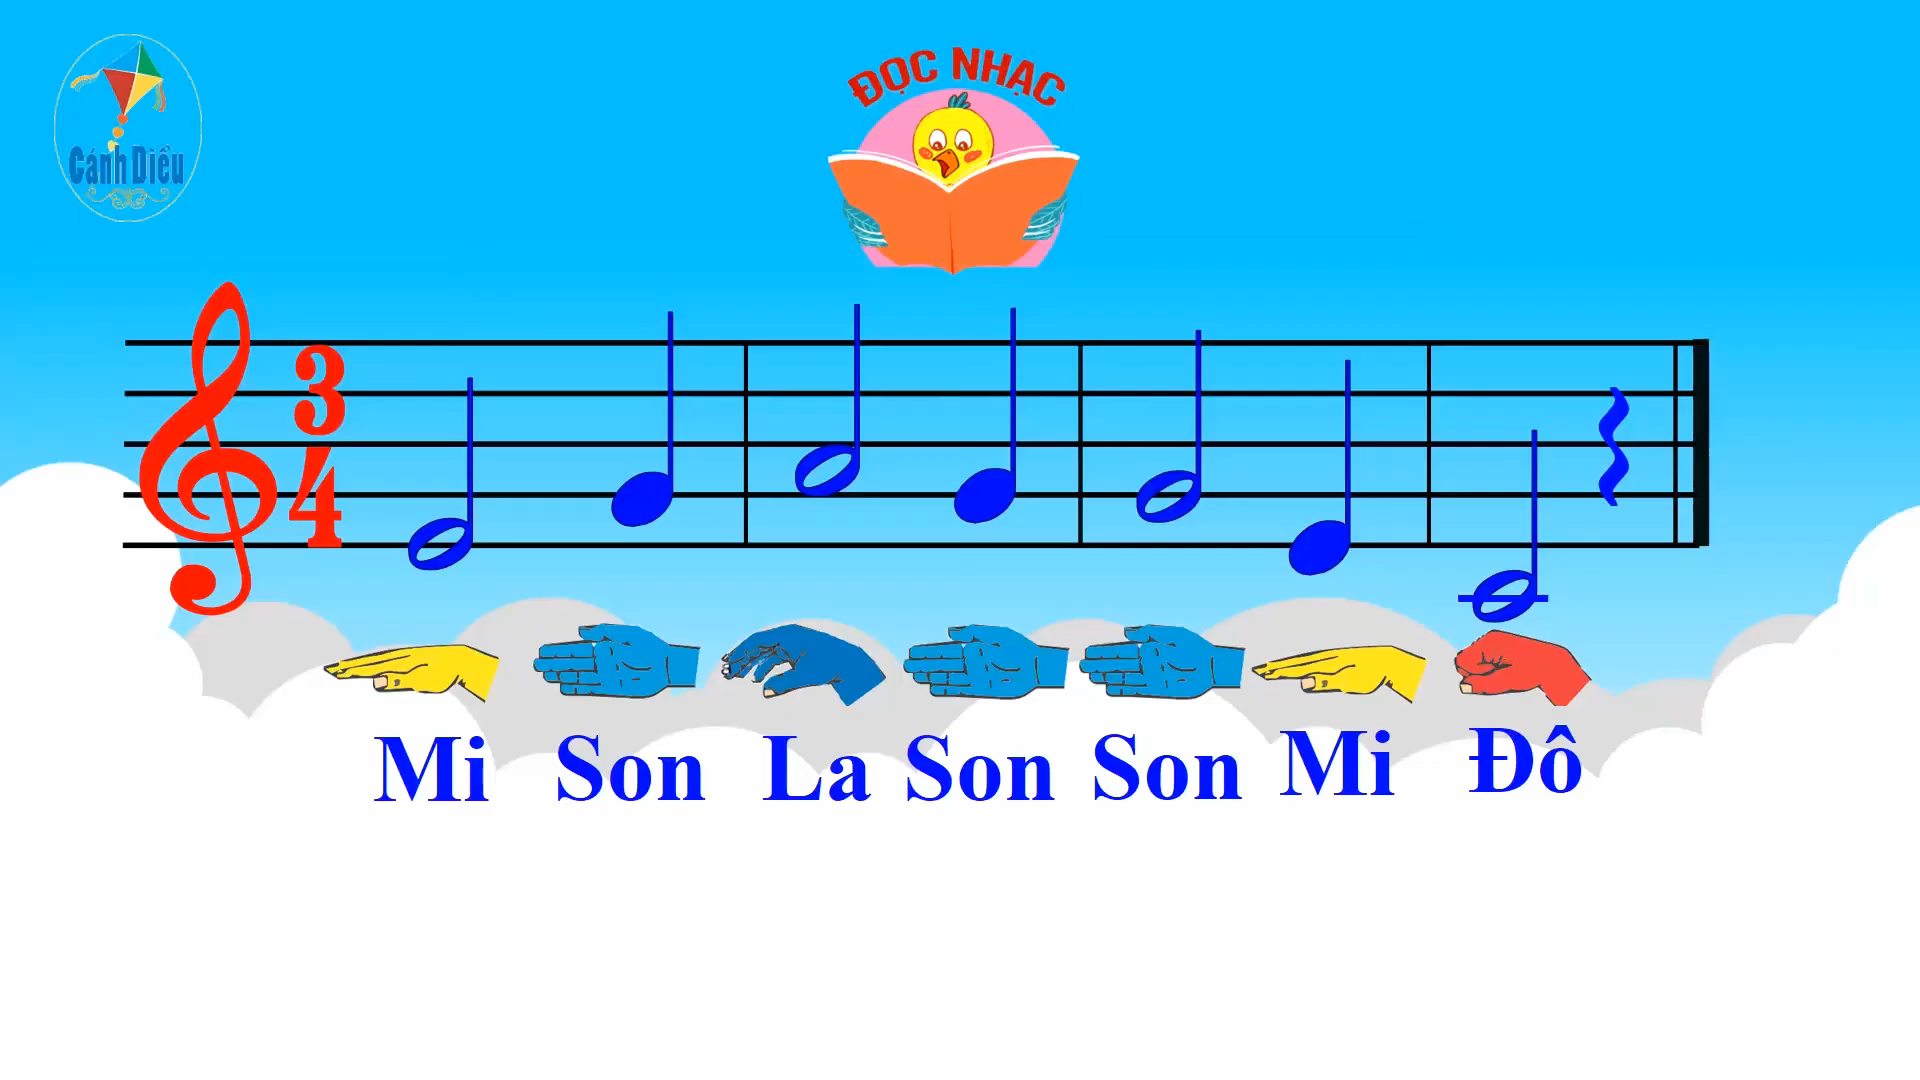 Cánh Diều
ĐỌC NHẠC
3
4
Mi Son La Son Son Mi Đô